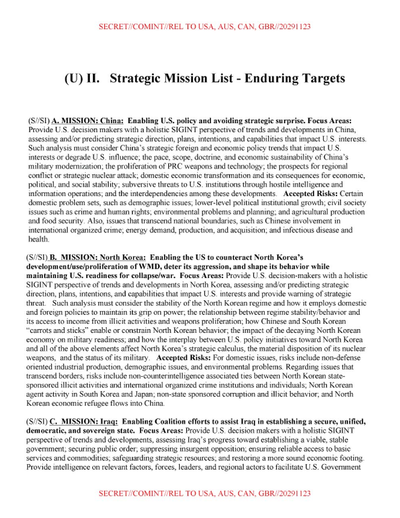 SECRET//COMINT//REL TO USA, AUS, CAN, GBR//20291123
(U) II. Strategic Mission List - Enduring Targets
(S//SI) A. MISSION: China: Enabling U.S. policy and avoiding strategic surprise. Focus Areas:
Provide U.S. decision makers with a holistic SIGINT perspective of trends and developments in China,
assessing and/or predicting strategic direction, plans, intentions, and capabilities that impact U.S. interests.
Such analysis must consider China's strategic foreign and economic policy trends that impact U.S.
interests or degrade U.S. influence; the pace, scope, doctrine, and economic sustainability of China's
military modernization; the proliferation of PRC weapons and technology; the prospects for regional
conflict or strategic nuclear attack; domestic economic transformation and its consequences for economic,
political, and social stability; subversive threats to U.S. institutions through hostile intelligence and
information operations; and the interdependencies among these developments. Accepted Risks: Certain
domestic problem sets, such as demographic issues; lower-level political institutional growth; civil society
issues such as crime and human rights; environmental problems and planning; and agricultural production
and food security. Also, issues that transcend national boundaries, such as Chinese involvement in
international organized crime; energy demand, production, and acquisition; and infectious disease and
health.
(S//SI) B. MISSION: North Korea: Enabling the US to counteract North Korea's
development/use/proliferation of WMD, deter its aggression, and shape its behavior while
maintaining U.S. readiness for collapse/war. Focus Areas: Provide U.S. decision-makers with a holistic
SIGINT perspective of trends and developments in North Korea, assessing and/or predicting strategic
direction, plans, intentions, and capabilities that impact U.S. interests and provide warning of strategic
threat. Such analysis must consider the stability of the North Korean regime and how it employs domestic
and foreign policies to maintain its grip on power; the relationship between regime stability/behavior and
its access to income from illicit activities and weapons proliferation; how Chinese and South Korean
"carrots and sticks" enable or constrain North Korean behavior; the impact of the decaying North Korean
economy on military readiness; and how the interplay between U.S. policy initiatives toward North Korea
and all of the above elements affect North Korea's strategic calculus, the material disposition of its nuclear
weapons, and the status of its military. Accepted Risks: For domestic issues, risks include non-defense
oriented industrial production, demographic issues, and environmental problems. Regarding issues that
transcend borders, risks include non-counterintelligence associated ties between North Korean state-
sponsored illicit activities and international organized crime institutions and individuals; North Korean
agent activity in South Korea and Japan; non-state sponsored corruption and illicit behavior; and North
Korean economic refugee flows into China.
(S//SI) C. MISSION: Iraq: Enabling Coalition efforts to assist Iraq in establishing a secure, unified,
democratic, and sovereign state. Focus Areas: Provide U.S. decision makers with a holistic SIGINT
perspective of trends and developments, assessing Iraq's progress toward establishing a viable, stable
government; securing public order; suppressing insurgent opposition; ensuring reliable access to basic
services and commodities; safeguarding strategic resources; and restoring a more sound economic footing.
Provide intelligence on relevant factors, forces, leaders, and regional actors to facilitate U.S. Government
SECRET//COMINT//REL TO USA, AUS, CAN, GBR//20291123